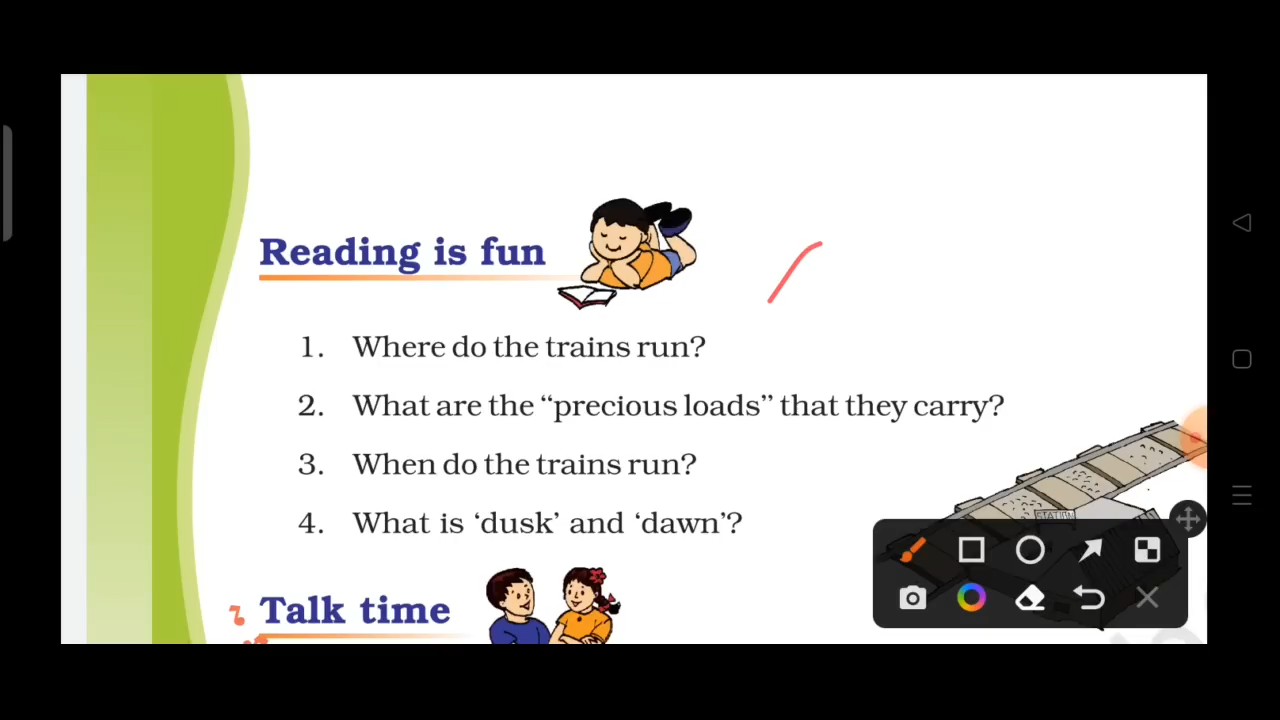 Reading is fun
1. Where do the trains run?
2. What are the “precious loads” that they carry?
3. When do the trains run?
4. What is ‘dusk’ and ‘dawn’?
Talk time